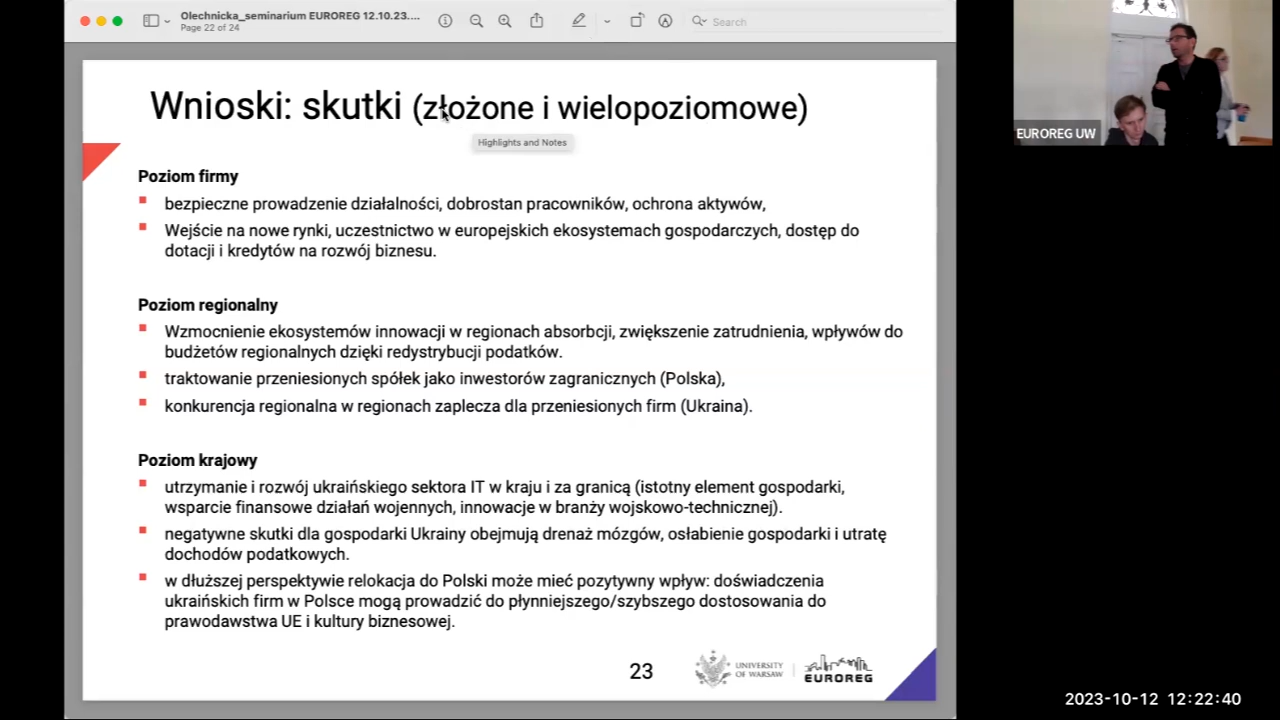 Olechnicka_seminarium EUROREG 12.10.23....
Page 22 of 24
Search
Wnioski: skutki (złożone i wielopoziomowe)
Highlights and Notes
Poziom firmy
bezpieczne prowadzenie działalności, dobrostan pracowników, ochrona aktywów,
Wejście na nowe rynki, uczestnictwo w europejskich ekosystemach gospodarczych, dostęp do
dotacji i kredytów na rozwój biznesu.
Poziom regionalny
Wzmocnienie ekosystemów innowacji w regionach absorbcji, zwiększenie zatrudnienia, wpływów do
budżetów regionalnych dzięki redystrybucji podatków.
traktowanie przeniesionych spółek jako inwestorów zagranicznych (Polska),
konkurencja regionalna w regionach zaplecza dla przeniesionych firm (Ukraina).
Poziom krajowy
utrzymanie i rozwój ukraińskiego sektora IT w kraju i za granicą (istotny element gospodarki,
wsparcie finansowe działań wojennych, innowacje w branży wojskowo-technicznej).
negatywne skutki dla gospodarki Ukrainy obejmują drenaż mózgów, osłabienie gospodarki i utratę
dochodów podatkowych.
w dłuższej perspektywie relokacja do Polski może mieć pozytywny wpływ: doświadczenia
ukraińskich firm w Polsce mogą prowadzić do płynniejszego/szybszego dostosowania do
prawodawstwa UE i kultury biznesowej.
23
UNIVERSITY
OF WARSAW
EUROREG
EUROREG UW
2023-10-12 12:22:40